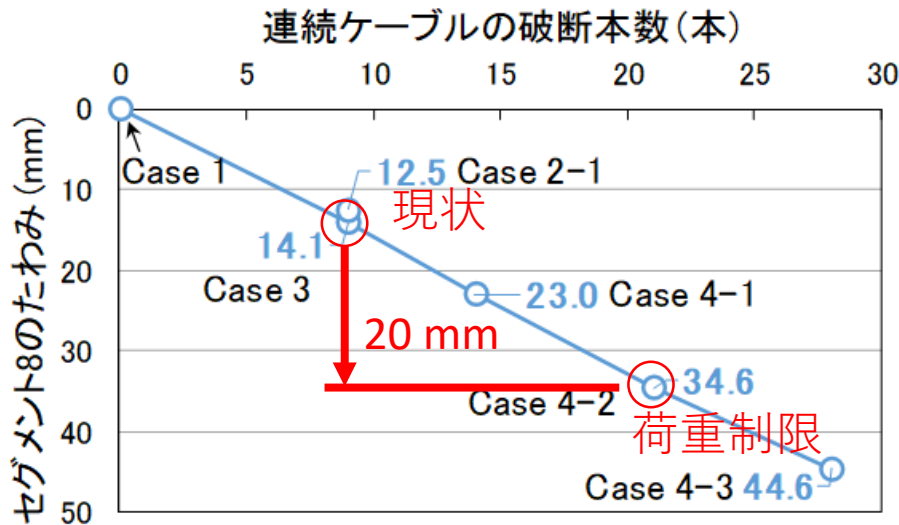 連続ケーブルの破断本数(本)
0 5 10 15 20 25 30
セグメント8のたわみ(mm)
0
10
20
30
40
50
Case 1
12.5 Case 2-1
現状
14.1
Case 3
23.0 Case 4-1
20 mm
34.6
Case 4-2
荷重制限
Case 4-3 44.6